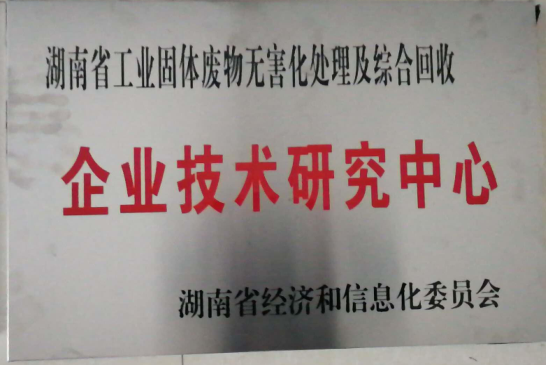 湖南省工业固体废物无害化处理及综合回收
企业技术研究中心
湖南省经济和信息化委员会